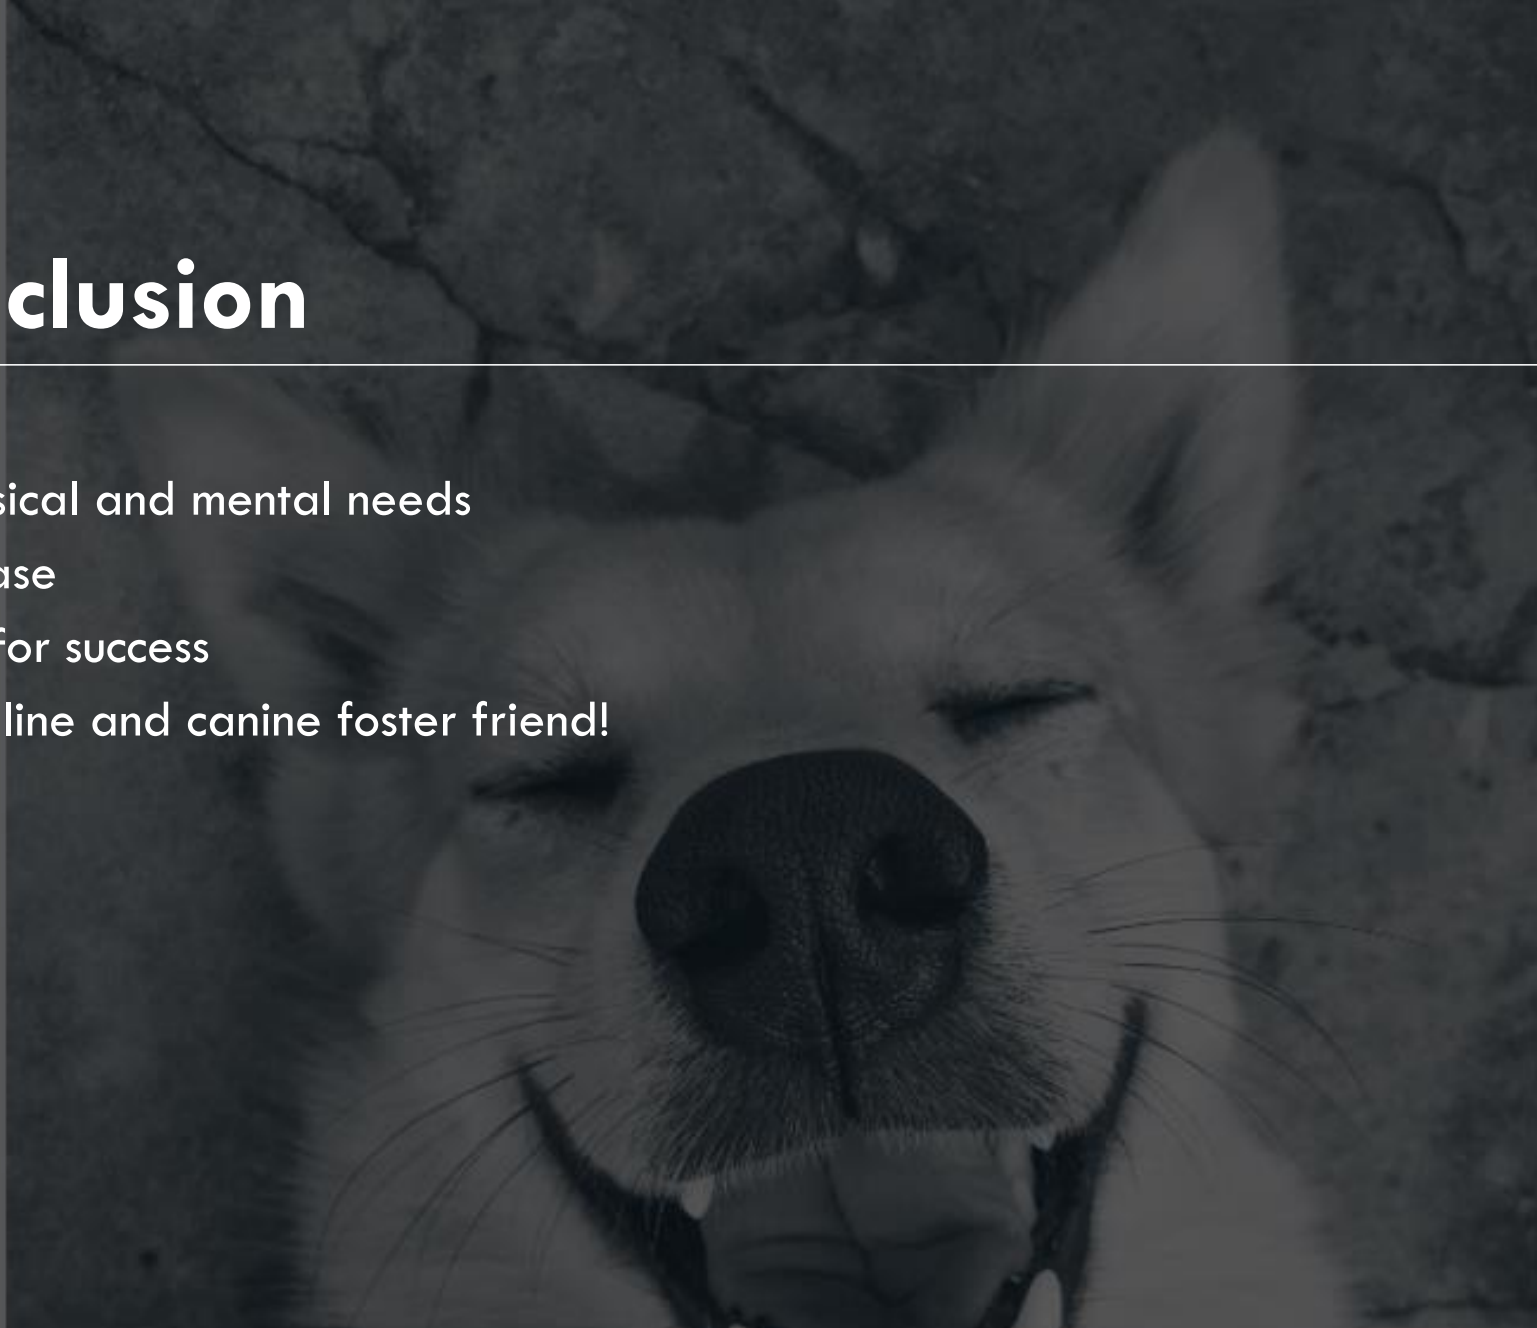 clusion
sical and mental needs
ase
for success
line and canine foster friend!